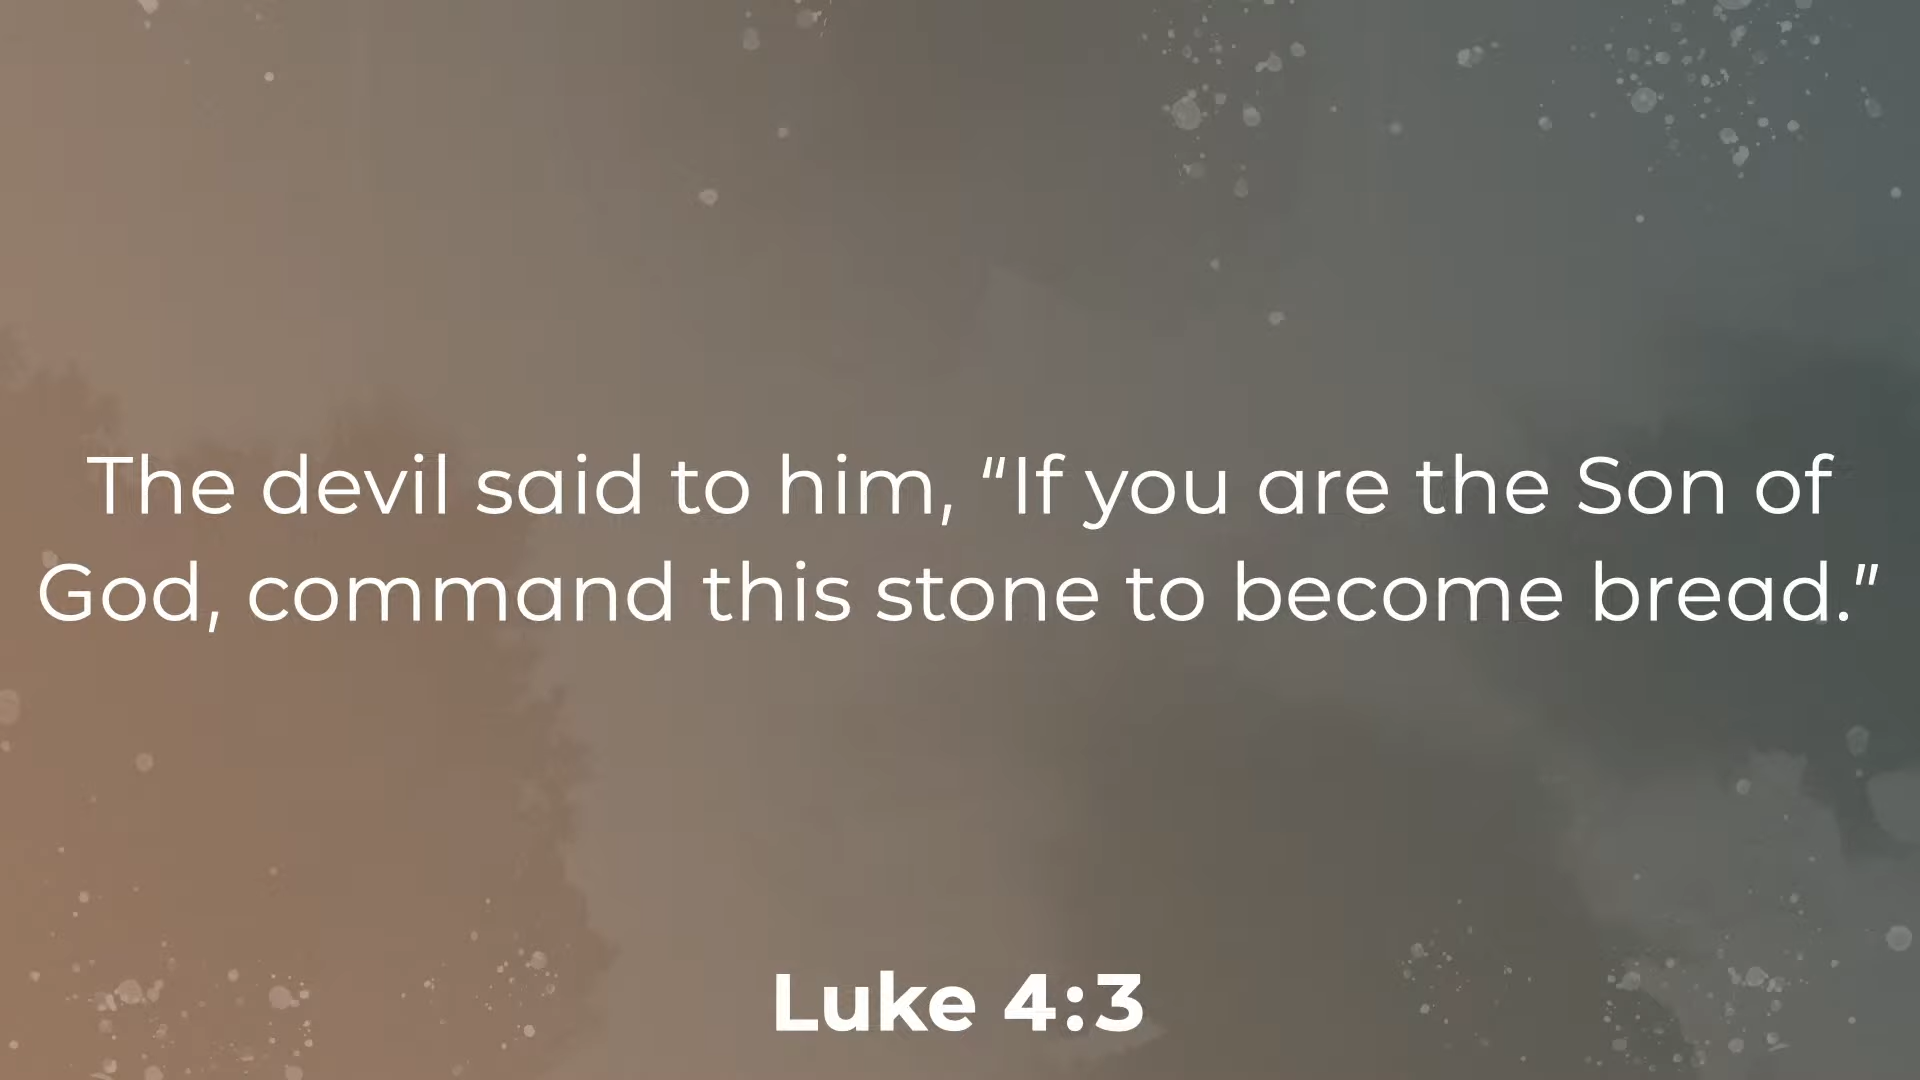 The devil said to him, “If you are the Son of
God, command this stone to become bread.”
Luke 4:3